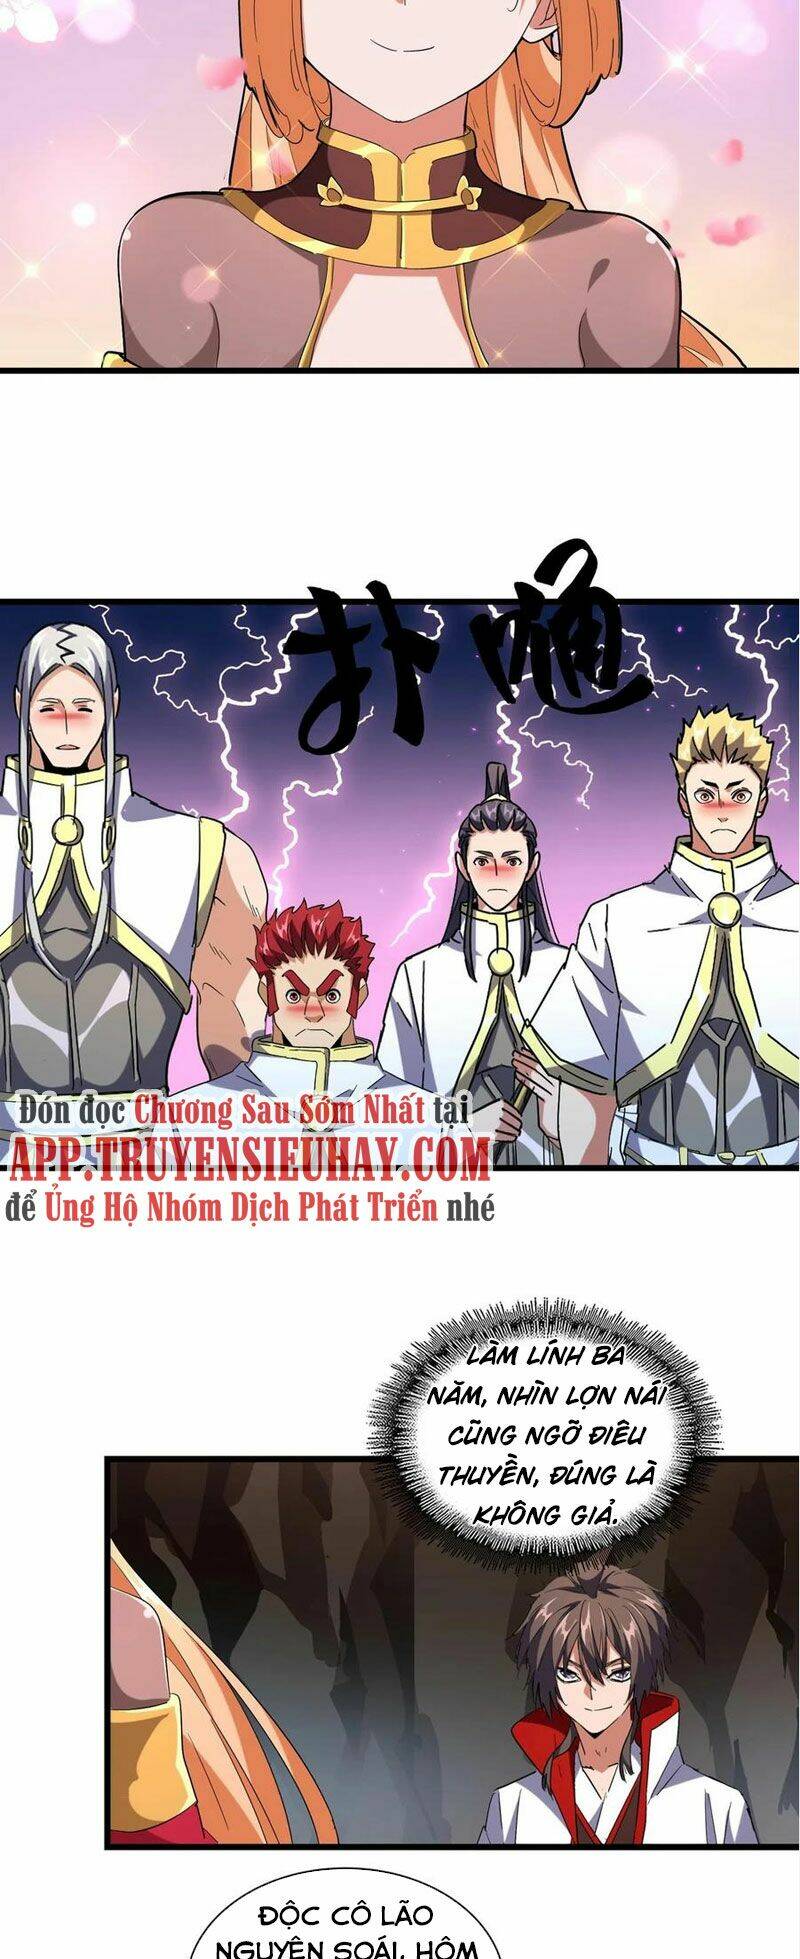 扑通
Đón đọc Chương Sau Sớm Nhất tại
APP.TRUYENSIEUHAY.COM
để Ủng Hộ Nhóm Dịch Phát Triển nhé
LÀM LÍNH BA
NĂM, NHÌN LỢN NÁI
CŨNG NGỠ ĐIÊU
THUYỀN, ĐÚNG LÀ
KHÔNG GIẢ.
ĐỘC CÔ LÃO
NGUYÊN SOÁI, HÔM